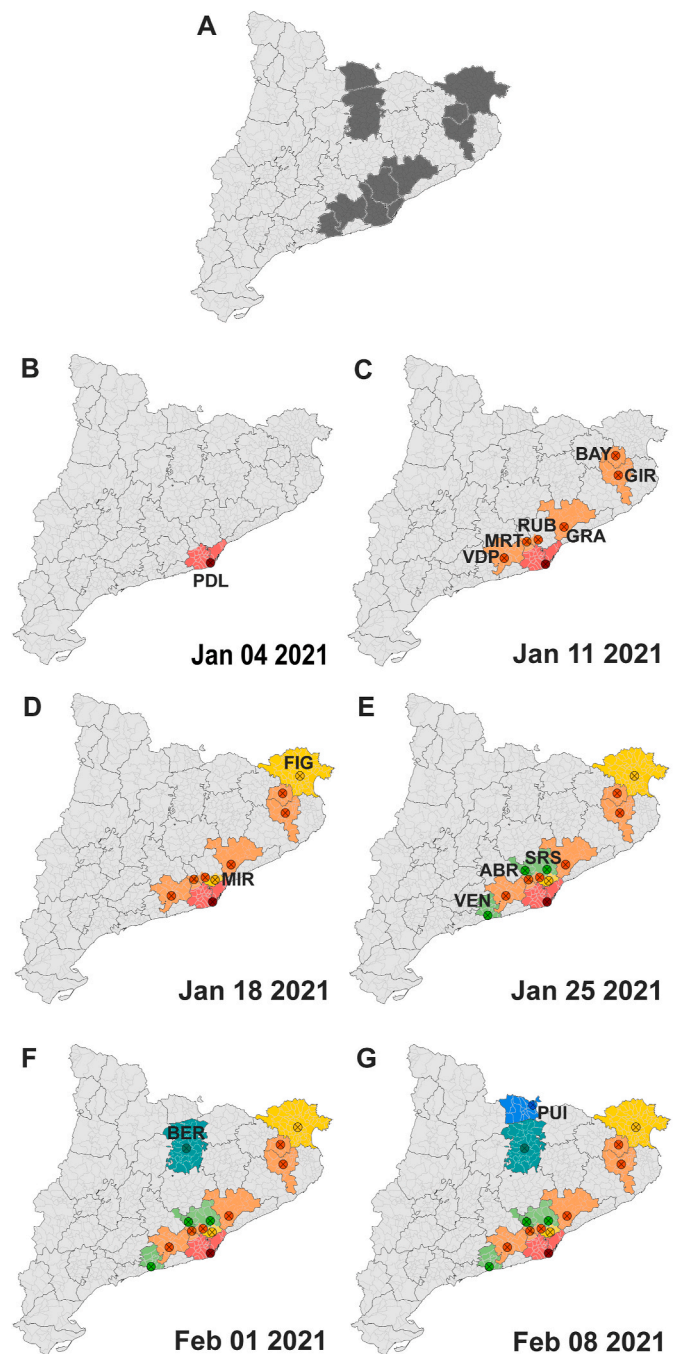 A
B
PDL
Jan 04 2021
C
BAY
GIR
RUB
GRA
MRT
VDP
Jan 11 2021
D
FIG
MIR
Jan 18 2021
E
SRS
ABR
VEN
Jan 25 2021
F
BER
Feb 01 2021
G
PUI
Feb 08 2021